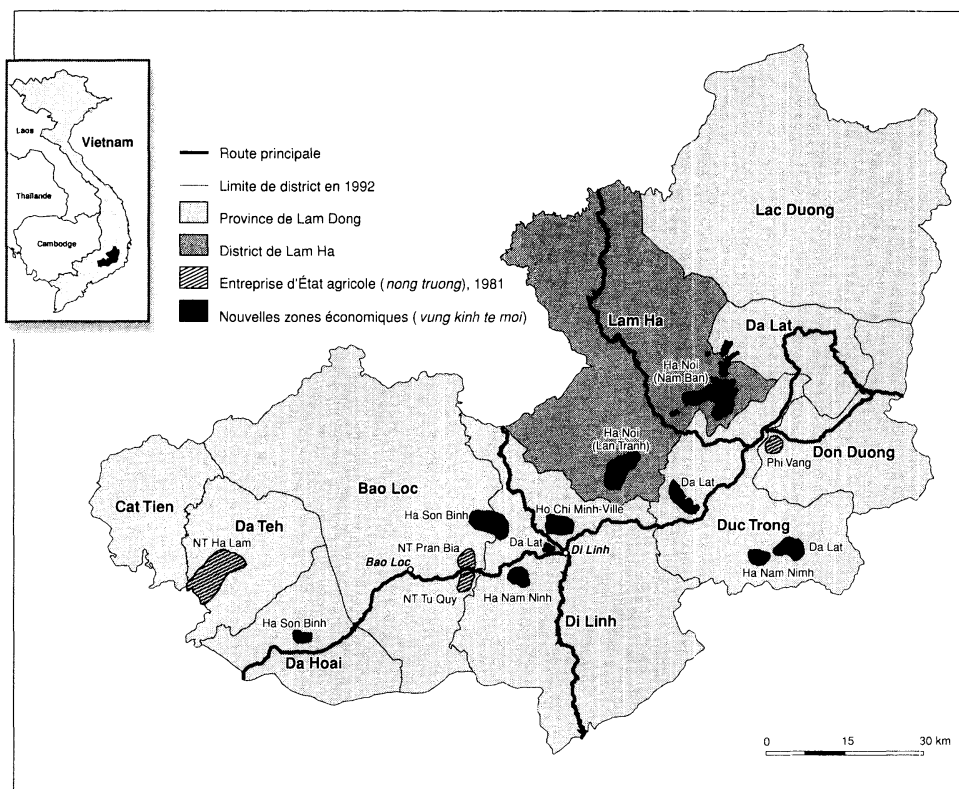 Laos
Vietnam
Thaïlande
Cambodge
Route principale
Limite de district en 1992
Province de Lam Dong
District de Lam Ha
Entreprise d'État agricole (nong truong), 1981
Nouvelles zones économiques (vung kinh te moi)
Lac Duong
Lam Ha
Da Lat
Ha Noi
(Nam Ban)
Ha Noi
(Lan Tranh)
Phi Vang
Don Duong
Da Lat
Duc Trong
Da Lat
Ha Nam Nimh
Cat Tien
Da Teh
NT Ha Lam
Bao Loc
Ha Son Binh
Ho Chi Minh-Ville
Da Lat
Di Linh
NT Pran Bia
Bao Loc
NT Tu Quy
Ha Nam Ninh
Ha Son Binh
Da Hoai
Di Linh
0 15 30 km